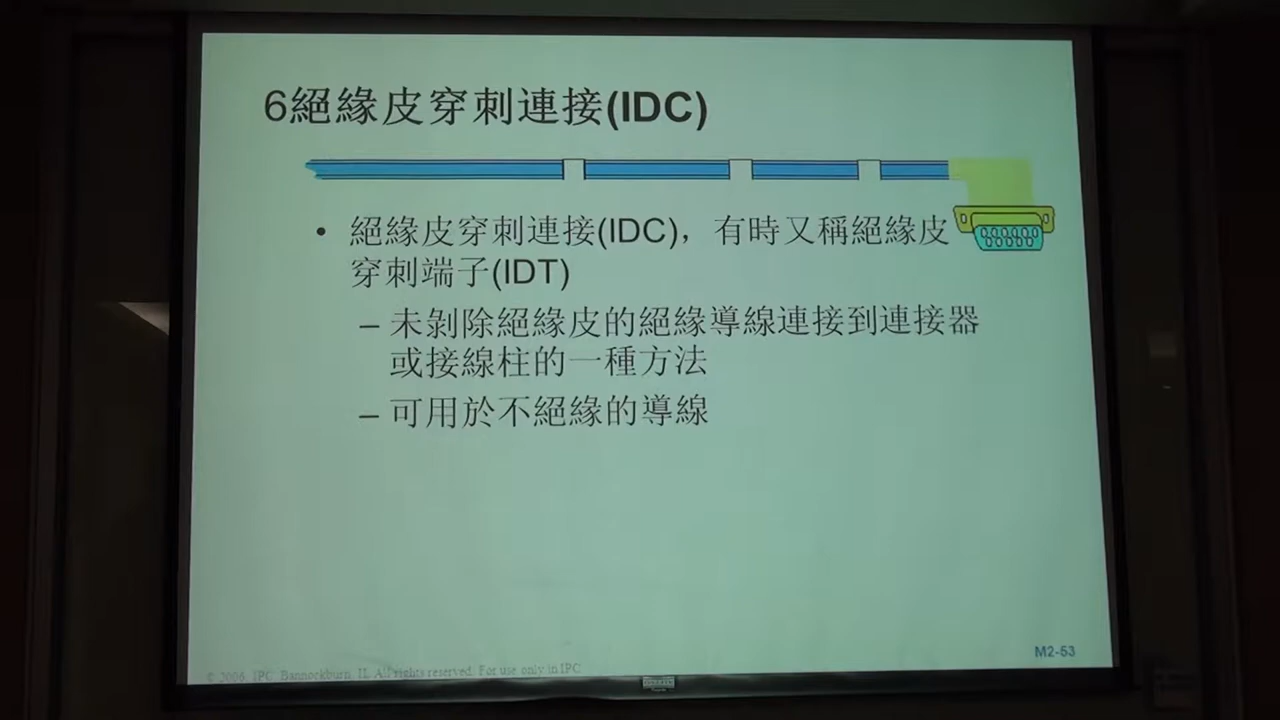 6絕緣皮穿刺連接(IDC)
• 絕緣皮穿刺連接(IDC)，有時又稱絕緣皮
穿刺端子(IDT)
– 未剝除絕緣皮的絕緣導線連接到連接器
或接線柱的一種方法
– 可用於不絕緣的導線
M2-53
© 2006, IPC, Bannockburn, IL All rights reserved. For use only in IPC